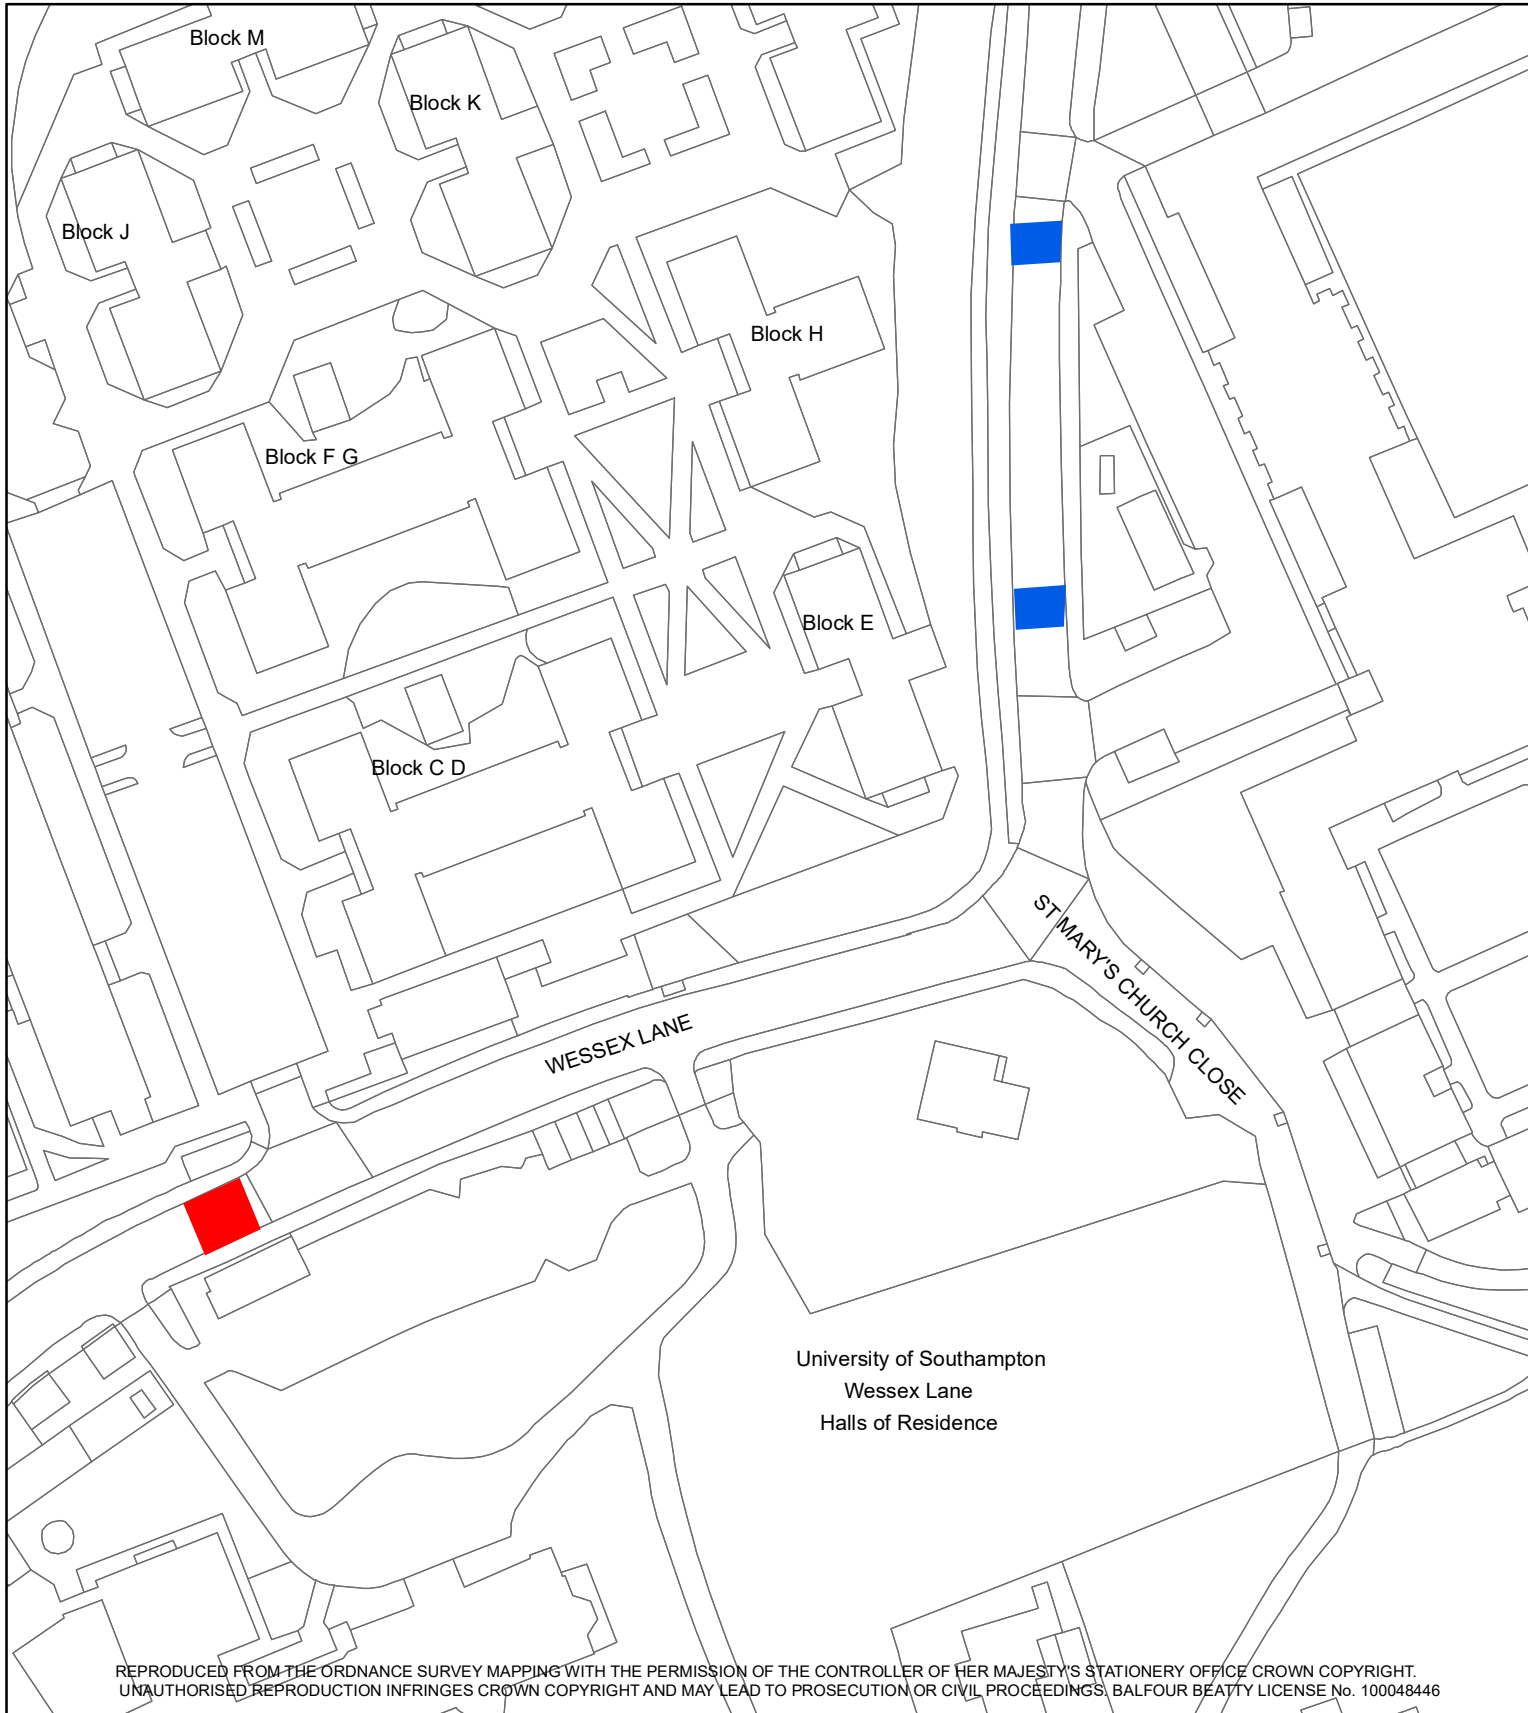 Block M
Block K
Block J
Block H
Block F G
Block E
Block C D
ST MARY'S CHURCH CLOSE
WESSEX LANE
University of Southampton
Wessex Lane
Halls of Residence
REPRODUCED FROM THE ORDNANCE SURVEY MAPPING WITH THE PERMISSION OF THE CONTROLLER OF HER MAJESTY'S STATIONERY OFFICE CROWN COPYRIGHT.
UNAUTHORISED REPRODUCTION INFRINGES CROWN COPYRIGHT AND MAY LEAD TO PROSECUTION OR CIVIL PROCEEDINGS. BALFOUR BEATTY LICENSE No. 100048446